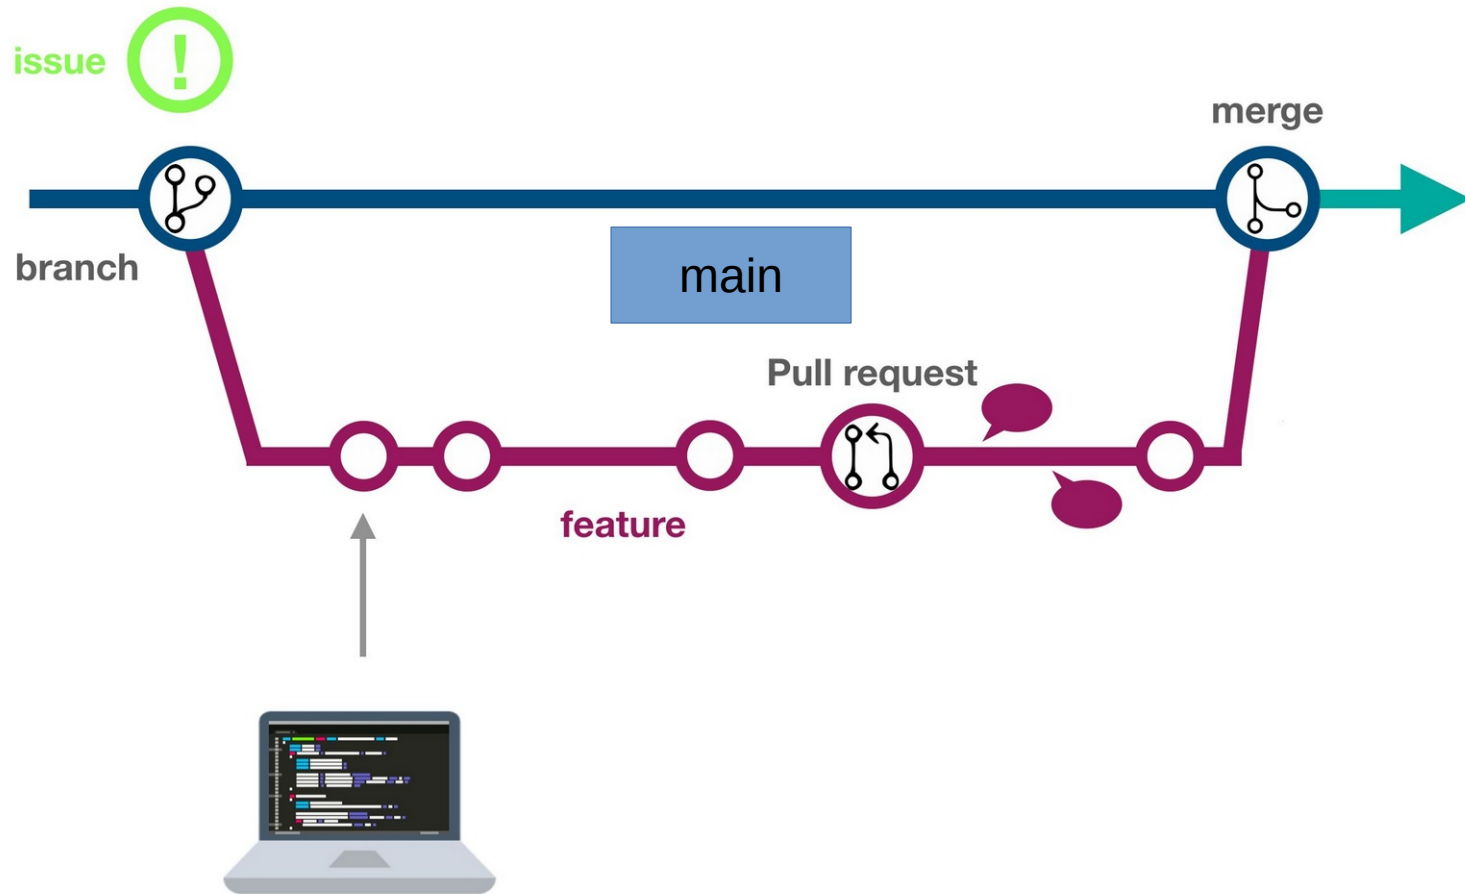 issue
!
merge
branch
main
Pull request
feature